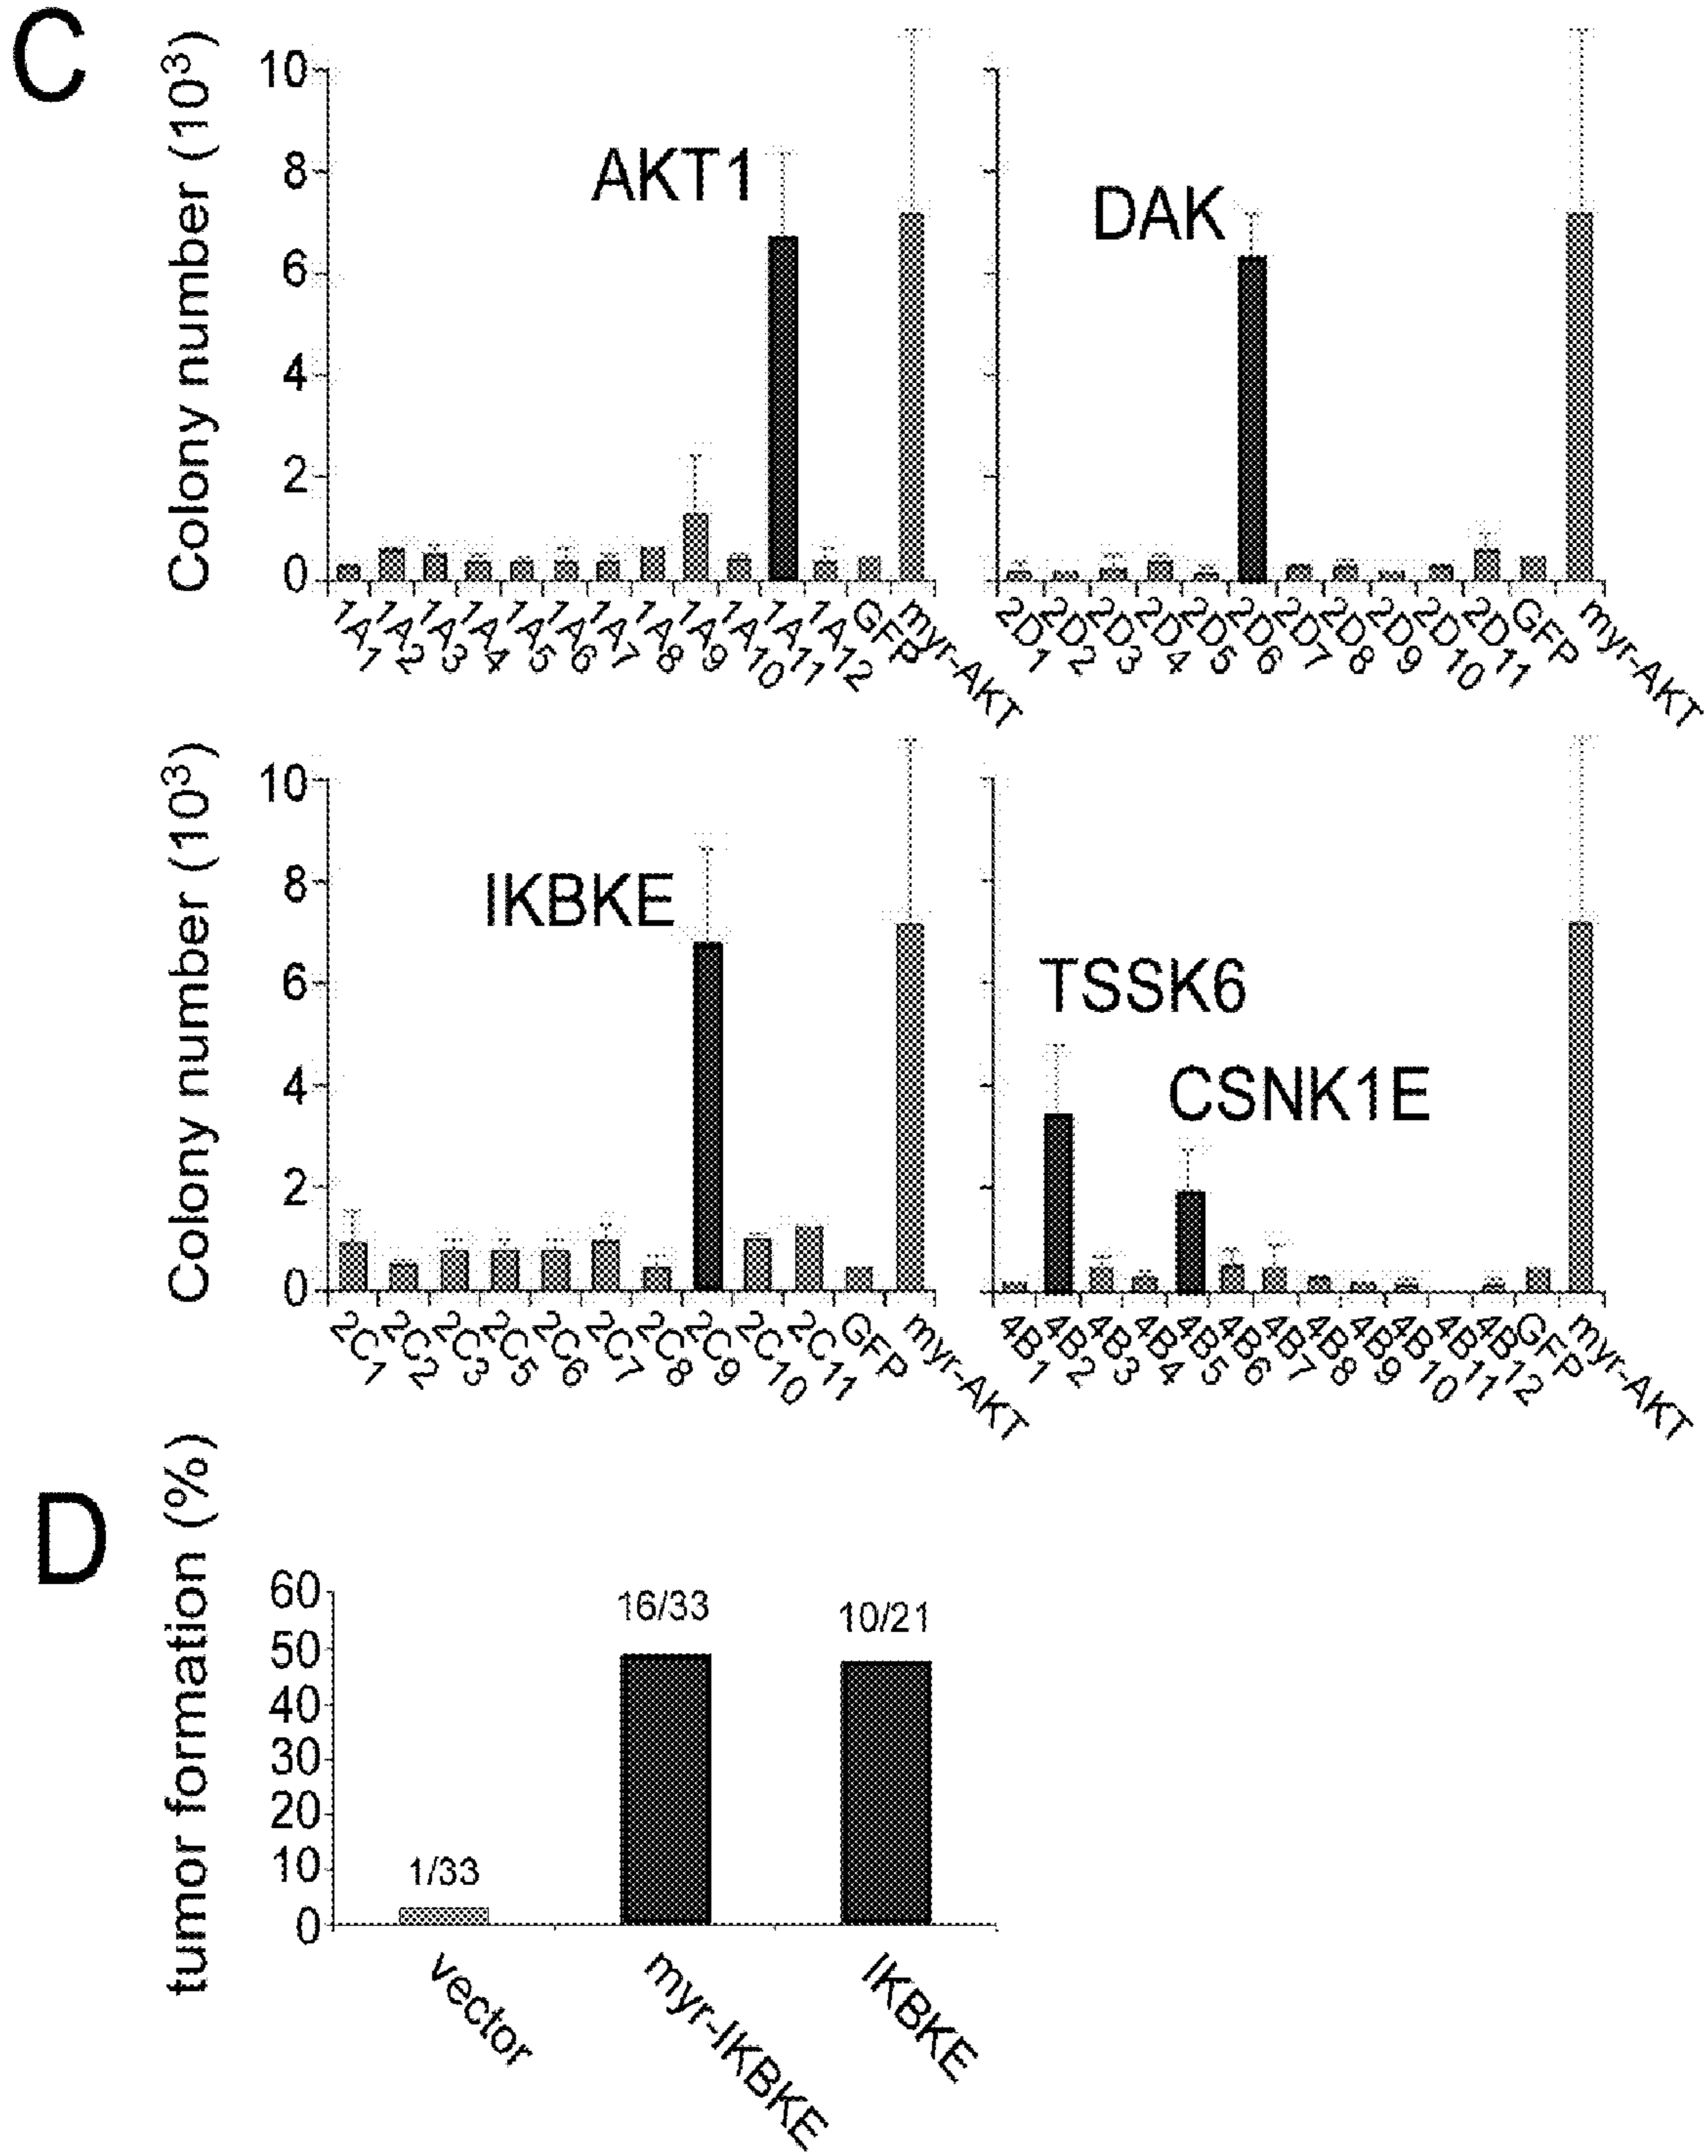 C
Colony number (10³)
10
8
6
4
2
0
AKT1
1A1
1A2
1A3
1A4
1A5
1A6
1A7
1A8
1A9
1A10
1A11
1A12
GFP
myr-AKT
DAK
2D1
2D2
2D3
2D4
2D5
2D6
2D7
2D8
2D9
2D10
2D11
GFP
myr-AKT
Colony number (10³)
10
8
6
4
2
0
IKBKE
2C1
2C2
2C3
2C5
2C6
2C7
2C8
2C9
2C10
2C11
GFP
myr-AKT
TSSK6
CSNK1E
4B1
4B2
4B3
4B4
4B5
4B6
4B7
4B8
4B9
4B10
4B11
4B12
GFP
myr-AKT
D
tumor formation (%)
60
50
40
30
20
10
0
1/33
16/33
10/21
vector
myr-IKBKE
IKBKE